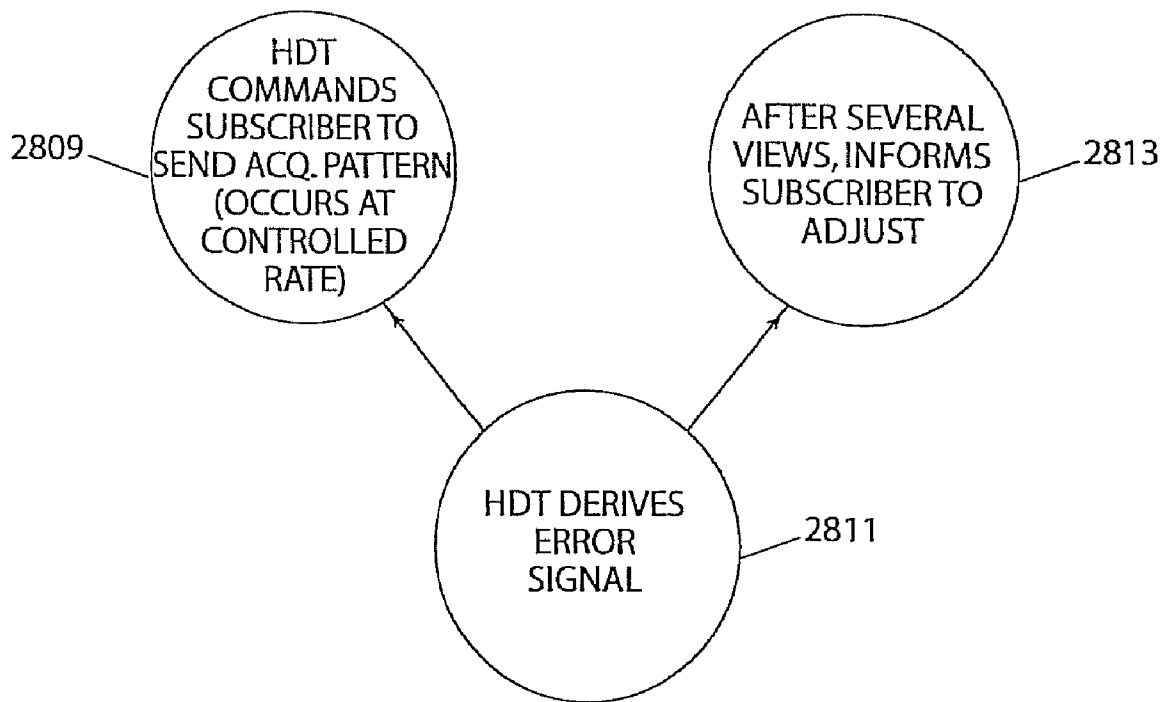 HDT
COMMANDS
SUBSCRIBER TO
SEND ACQ. PATTERN
(OCCURS AT
CONTROLLED
RATE)
2809
AFTER SEVERAL
VIEWS, INFORMS
SUBSCRIBER TO
ADJUST
2813
HDT DERIVES
ERROR
SIGNAL
2811